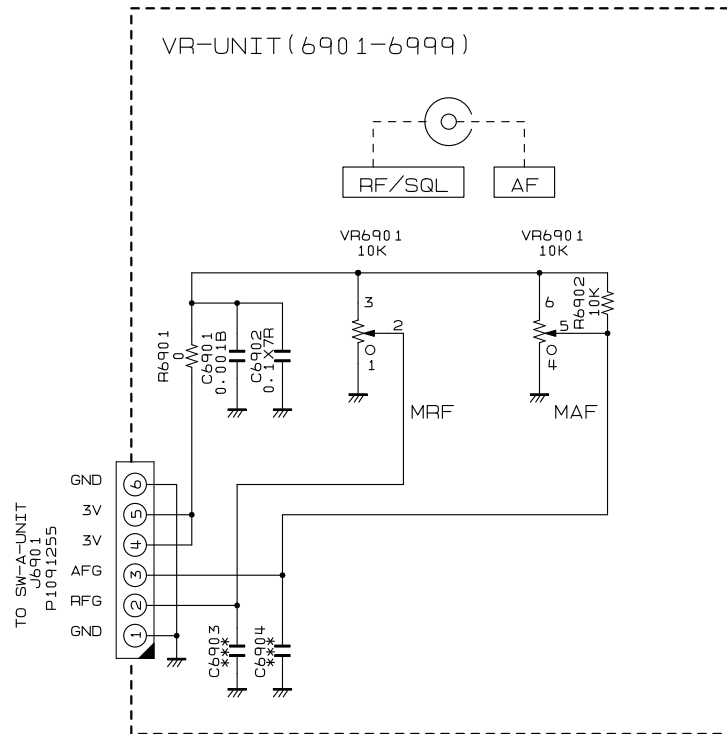 VR-UNIT(6901-6999)
RF/SQL
AF
VR6901
10K
VR6901
10K
3
2
1
6
5
4
R6902
10K
R6901
0
C6901
0.001B
C6902
0.1X7R
MRF
MAF
TO SW-A-UNIT
J6901
P1091255
GND 6
3V 5
3V 4
AFG 3
RFG 2
GND 1
C6903
***
C6904
***